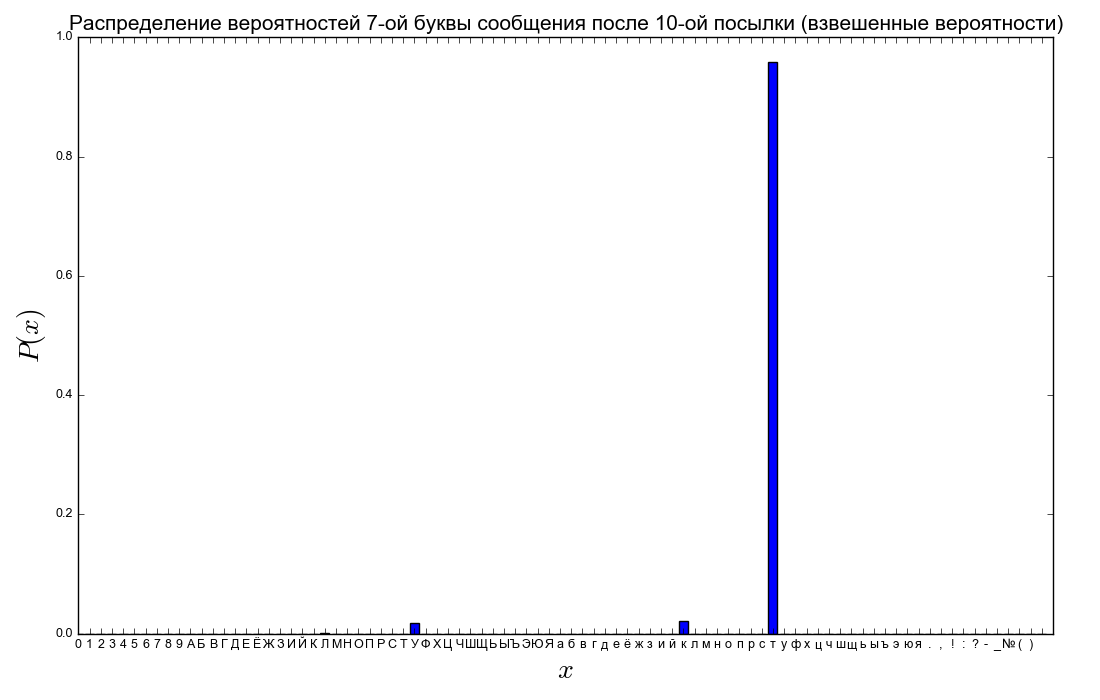 Распределение вероятностей 7-ой буквы сообщения после 10-ой посылки (взвешенные вероятности)
1.0
0.8
0.6
0.4
0.2
0.0
P(x)
0 1 2 3 4 5 6 7 8 9 А Б В Г Д Е Ё Ж З И Й К Л М Н О П Р С Т У Ф Х Ц Ч Ш Щ Ь Ы Ъ Э Ю Я а б в г д е ё ж з и й к л м н о п р с т у ф х ц ч ш щ ь ы ъ э ю я . , ! : ? - _ № ( )
x